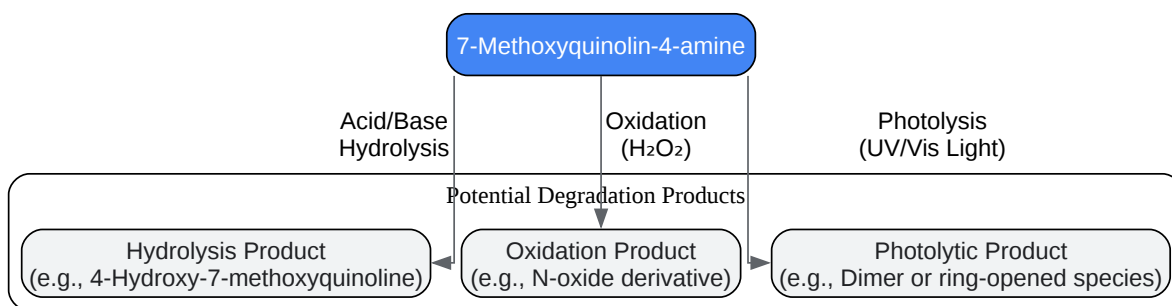 7-Methoxyquinolin-4-amine
Acid/Base
Hydrolysis
Oxidation
(H₂O₂)
Photolysis
(UV/Vis Light)
Potential Degradation Products
Hydrolysis Product
(e.g., 4-Hydroxy-7-methoxyquinoline)
Oxidation Product
(e.g., N-oxide derivative)
Photolytic Product
(e.g., Dimer or ring-opened species)